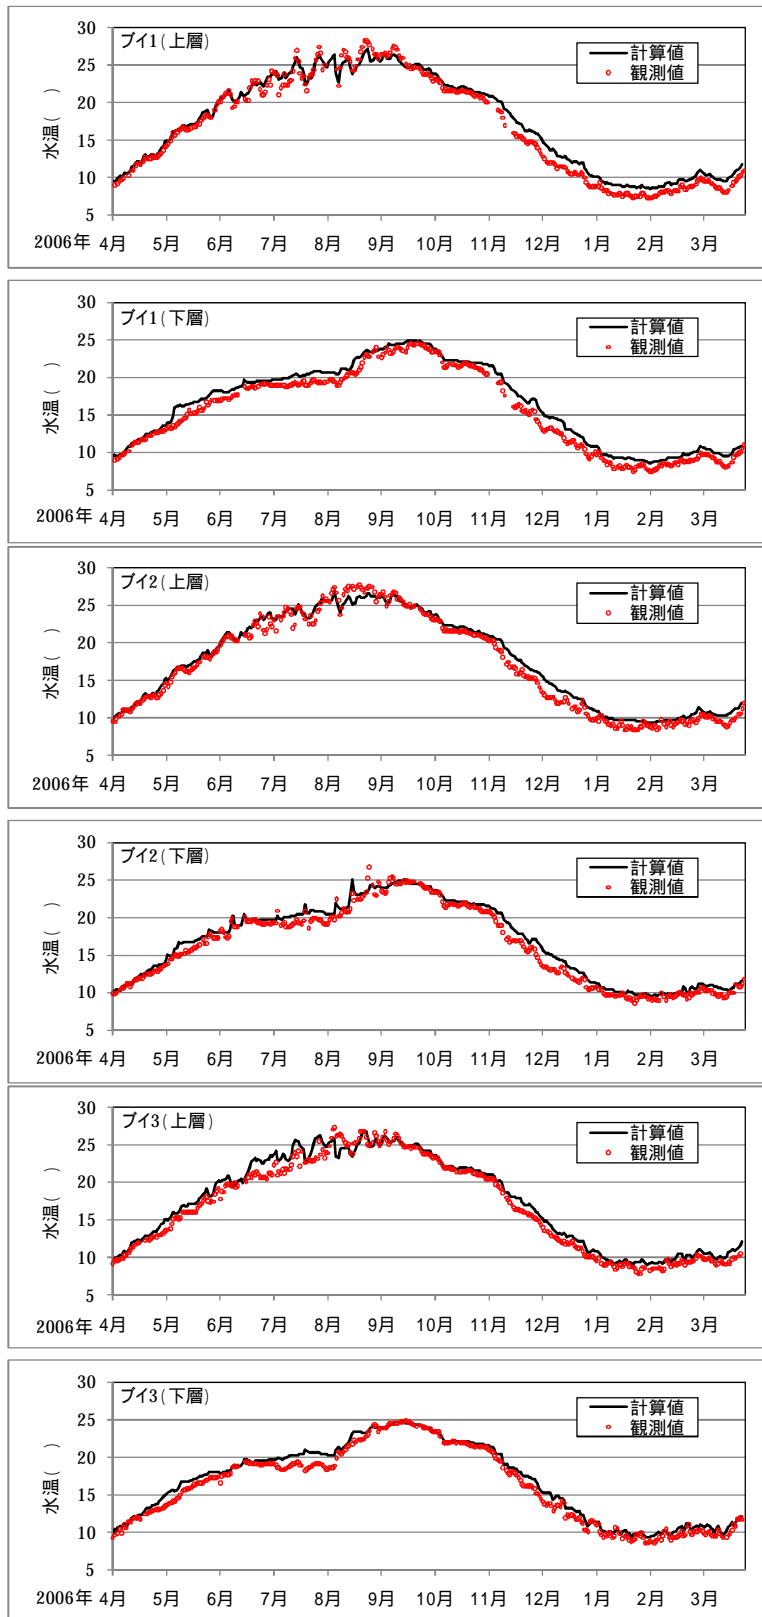 ブイ1(上層)
計算値
観測値
水温(　)
30
25
20
15
10
5
2006年 4月 5月 6月 7月 8月 9月 10月 11月 12月 1月 2月 3月
ブイ1(下層)
計算値
観測値
水温(　)
30
25
20
15
10
5
2006年 4月 5月 6月 7月 8月 9月 10月 11月 12月 1月 2月 3月
ブイ2(上層)
計算値
観測値
水温(　)
30
25
20
15
10
5
2006年 4月 5月 6月 7月 8月 9月 10月 11月 12月 1月 2月 3月
ブイ2(下層)
計算値
観測値
水温(　)
30
25
20
15
10
5
2006年 4月 5月 6月 7月 8月 9月 10月 11月 12月 1月 2月 3月
ブイ3(上層)
計算値
観測値
水温(　)
30
25
20
15
10
5
2006年 4月 5月 6月 7月 8月 9月 10月 11月 12月 1月 2月 3月
ブイ3(下層)
計算値
観測値
水温(　)
30
25
20
15
10
5
2006年 4月 5月 6月 7月 8月 9月 10月 11月 12月 1月 2月 3月